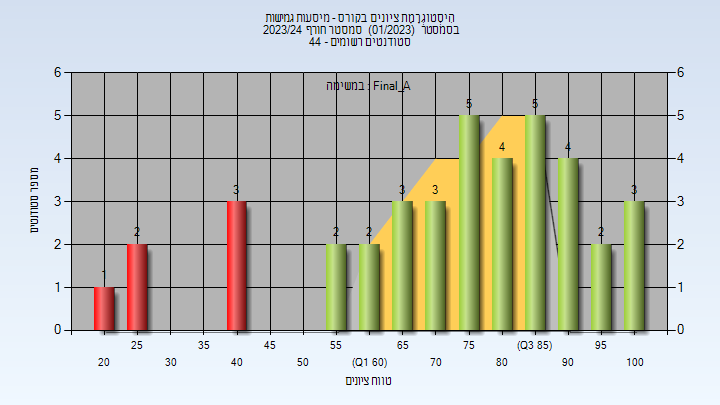 הִיסְטוֹגְרָמַת ציונים בקורס - מיסעות גמישות
בסמסטר (01/2023) סמסטר חורף 2023/24
סטודנטים רשומים - 44
במשימה : Final_A
מספר סטודנטים
6 6
5 5
4 4
3 3
2 2
1 1
0 0
1 2 3 2 2 3 3 5 4 5 4 2 3
25 35 45 55 65 75 (Q3 85) 95
20 30 40 50 (Q1 60) 70 80 90 100
טווח ציונים